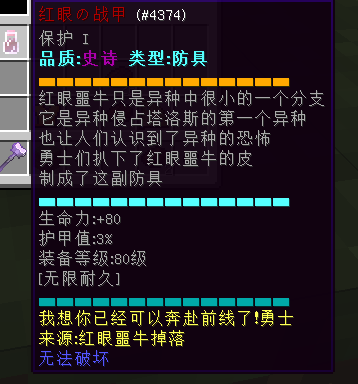 红眼の战甲 (#4374)
保护 I
品质:史诗 类型:防具
红眼噩牛只是异种中很小的一个分支
它是异种侵占塔洛斯的第一个异种
也让人们认识到了异种的恐怖
勇士们扒下了红眼噩牛的皮
制成了这副防具
生命力:+80
护甲值:3%
装备等级:80级
[无限耐久]
我想你已经可以奔赴前线了!勇士
来源:红眼噩牛掉落
无法破坏